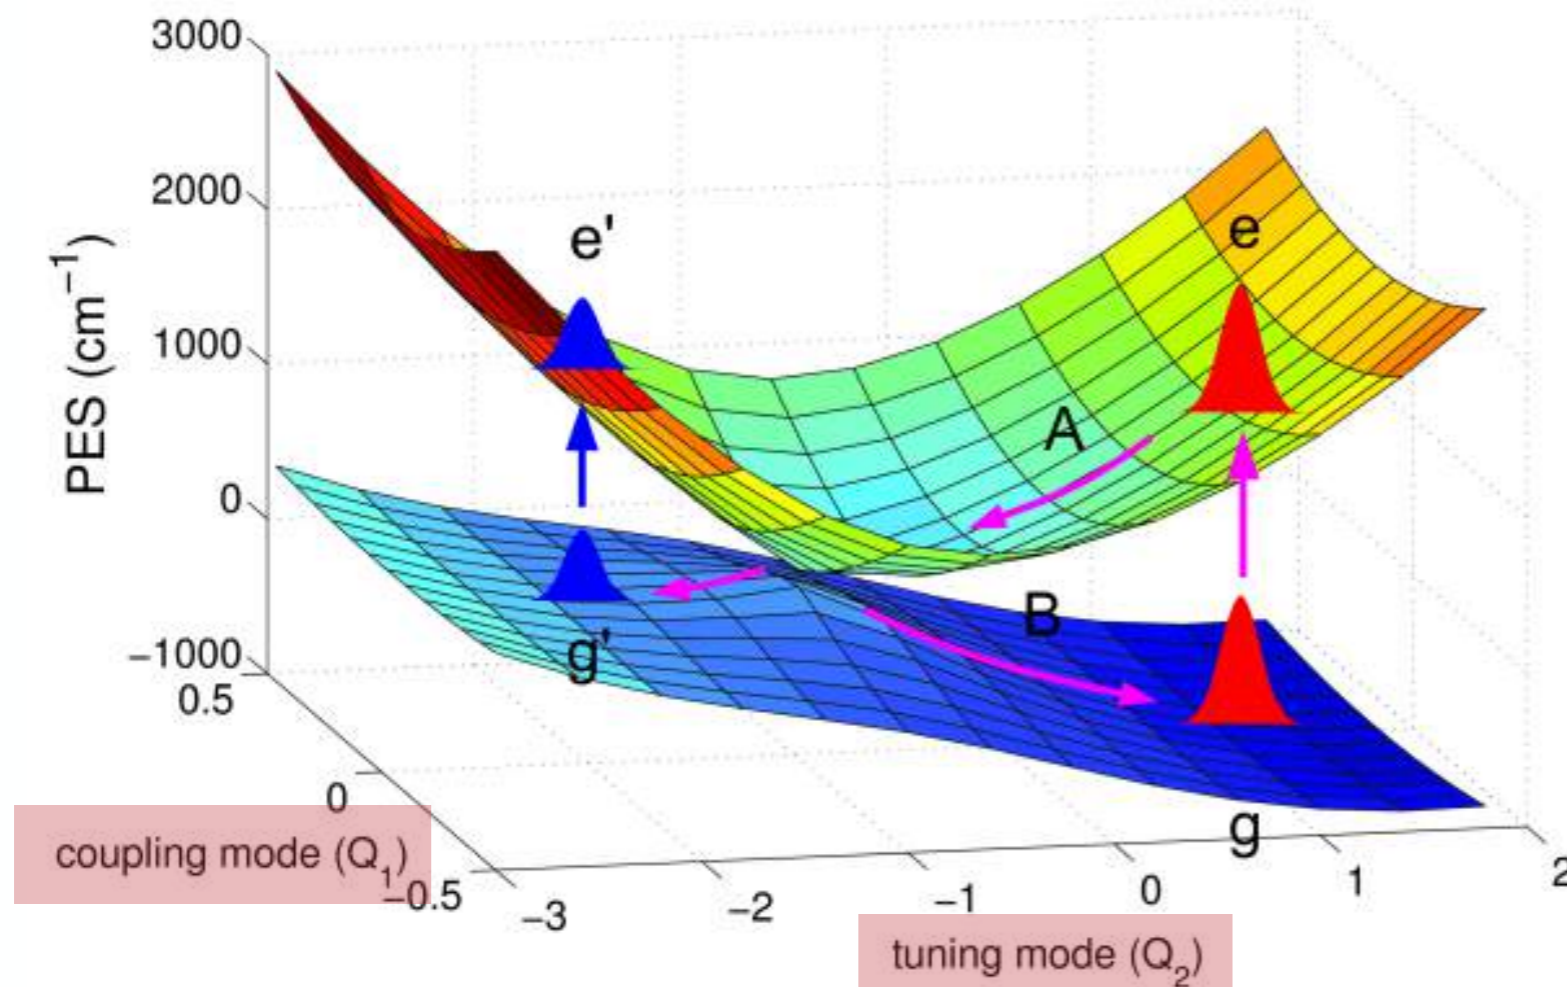 3000
2000
1000
0
−1000
PES (cm⁻¹)
e'
e
A
B
g'
g
0.5
0
−0.5
coupling mode (Q₁)
−3
−2
−1
0
1
2
tuning mode (Q₂)